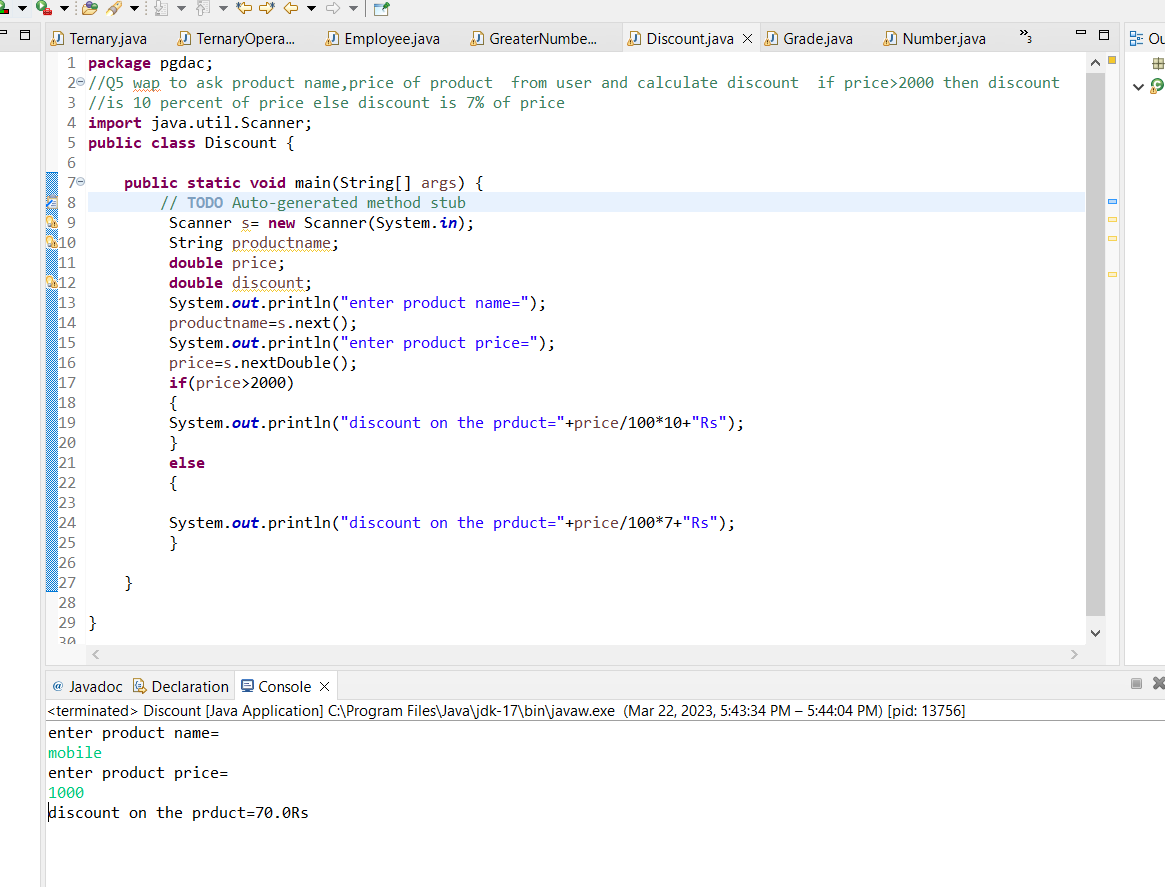 Ternary.java TernaryOpera... Employee.java GreaterNumbe... Discount.java Grade.java Number.java »3 Ou
1 package pgdac;
2 //Q5 wap to ask product name,price of product  from user and calculate discount  if price>2000 then discount
3 //is 10 percent of price else discount is 7% of price
4 import java.util.Scanner;
5 public class Discount {
6
7     public static void main(String[] args) {
8         // TODO Auto-generated method stub
9          Scanner s= new Scanner(System.in);
10         String productname;
11         double price;
12         double discount;
13         System.out.println("enter product name=");
14         productname=s.next();
15         System.out.println("enter product price=");
16         price=s.nextDouble();
17         if(price>2000)
18         {
19         System.out.println("discount on the prduct="+price/100*10+"Rs");
20         }
21         else
22         {
23
24         System.out.println("discount on the prduct="+price/100*7+"Rs");
25         }
26
27     }
28
29 }
30
@ Javadoc Declaration Console
<terminated> Discount [Java Application] C:\Program Files\Java\jdk-17\bin\javaw.exe  (Mar 22, 2023, 5:43:34 PM – 5:44:04 PM) [pid: 13756]
enter product name=
mobile
enter product price=
1000
discount on the prduct=70.0Rs